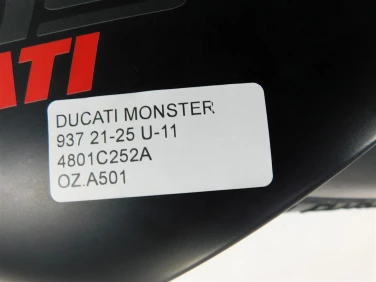 ATI
DUCATI MONSTER
937 21-25 U-11
4801C252A
OZ.A501